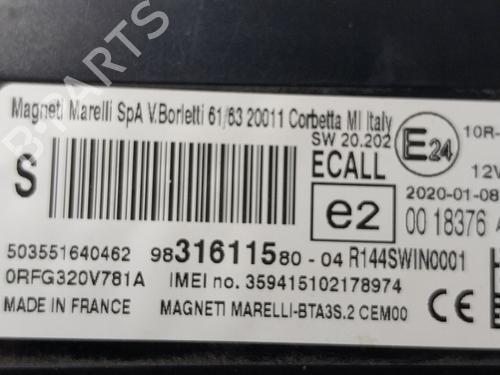 Magneti Marelli SpA V.Borletti 61/63 20011 Corbetta MI Italy
SW 20.202
ECALL
E24
10R-
12V
S
e2
2020-01-08
00 18376 A
503551640462 9831611580-04 R144SWIN0001
0RFG320V781A IMEI no. 359415102178974
MADE IN FRANCE MAGNETI MARELLI-BTA3S.2 CEM00
CE
B-PARTS